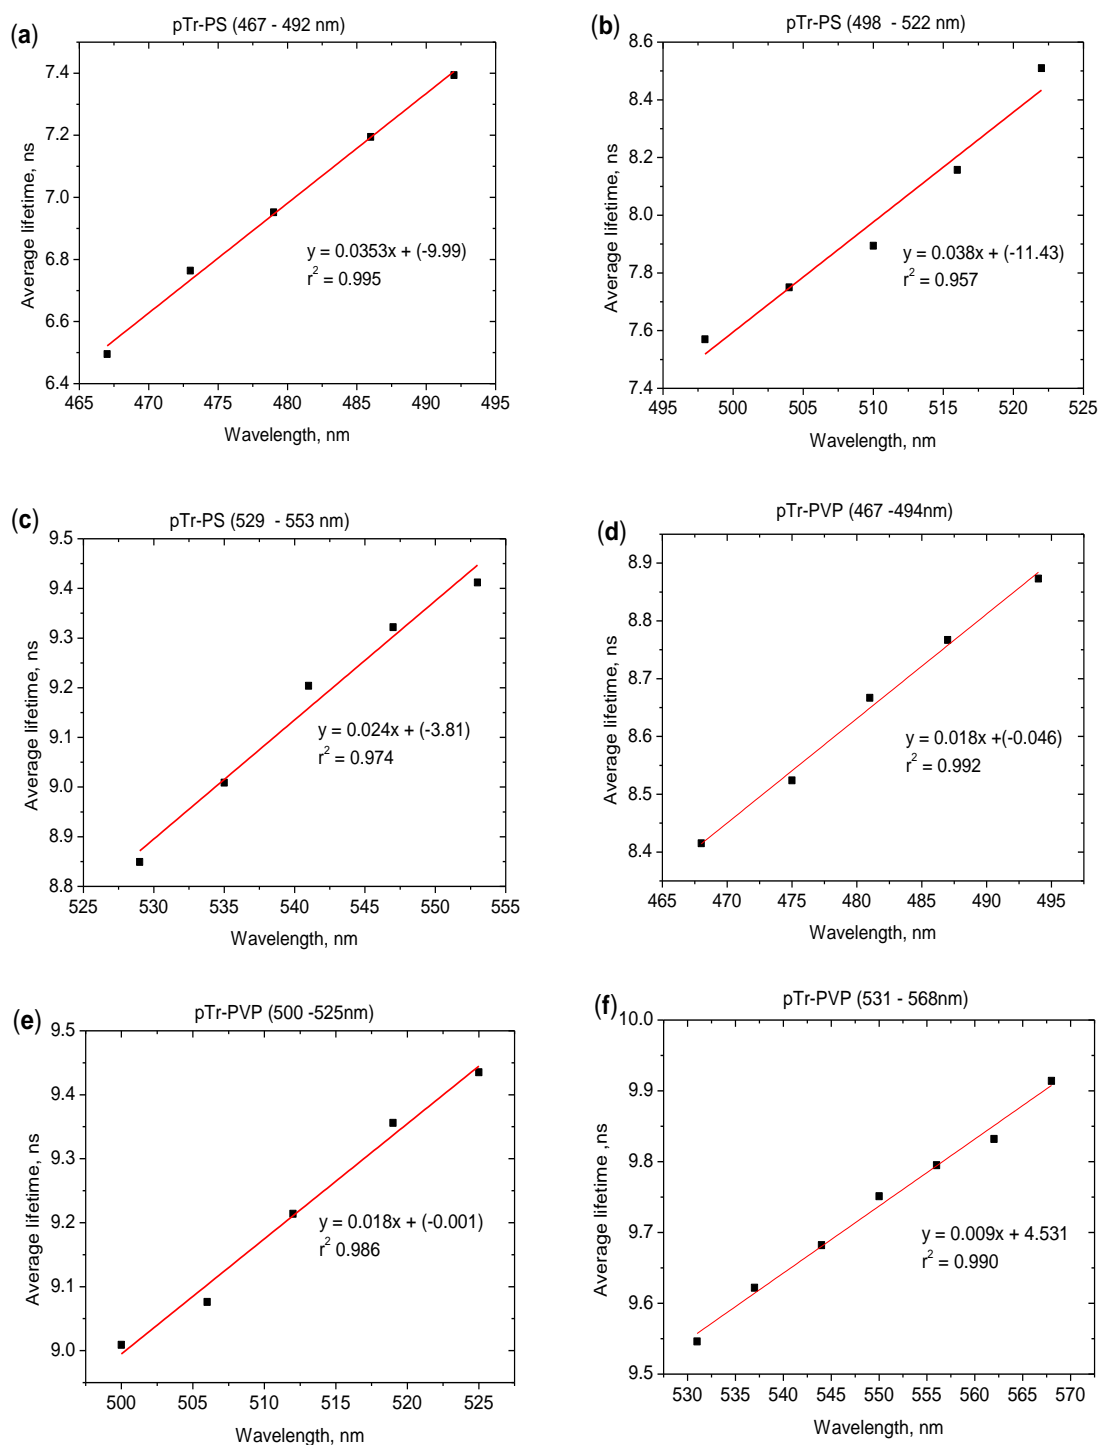 (a)
pTr-PS (467 - 492 nm)
7.4
7.2
7.0
6.8
6.6
6.4
Average lifetime, ns
y = 0.0353x + (-9.99)
r² = 0.995
465 470 475 480 485 490 495
Wavelength, nm
(b)
pTr-PS (498 - 522 nm)
8.6
8.4
8.2
8.0
7.8
7.6
7.4
Average lifetime, ns
y = 0.038x + (-11.43)
r² = 0.957
495 500 505 510 515 520 525
Wavelength, nm
(c)
pTr-PS (529 - 553 nm)
9.5
9.4
9.3
9.2
9.1
9.0
8.9
8.8
Average lifetime, ns
y = 0.024x + (-3.81)
r² = 0.974
525 530 535 540 545 550 555
Wavelength, nm
(d)
pTr-PVP (467 -494nm)
8.9
8.8
8.7
8.6
8.5
8.4
Average lifetime, ns
y = 0.018x +(-0.046)
r² = 0.992
465 470 475 480 485 490 495
Wavelength, nm
(e)
pTr-PVP (500 -525nm)
9.5
9.4
9.3
9.2
9.1
9.0
Average lifetime, ns
y = 0.018x + (-0.001)
r² 0.986
500 505 510 515 520 525
Wavelength, nm
(f)
pTr-PVP (531 - 568nm)
10.0
9.9
9.8
9.7
9.6
9.5
Average lifetime ,ns
y = 0.009x + 4.531
r² = 0.990
530 535 540 545 550 555 560 565 570
Wavelength, nm